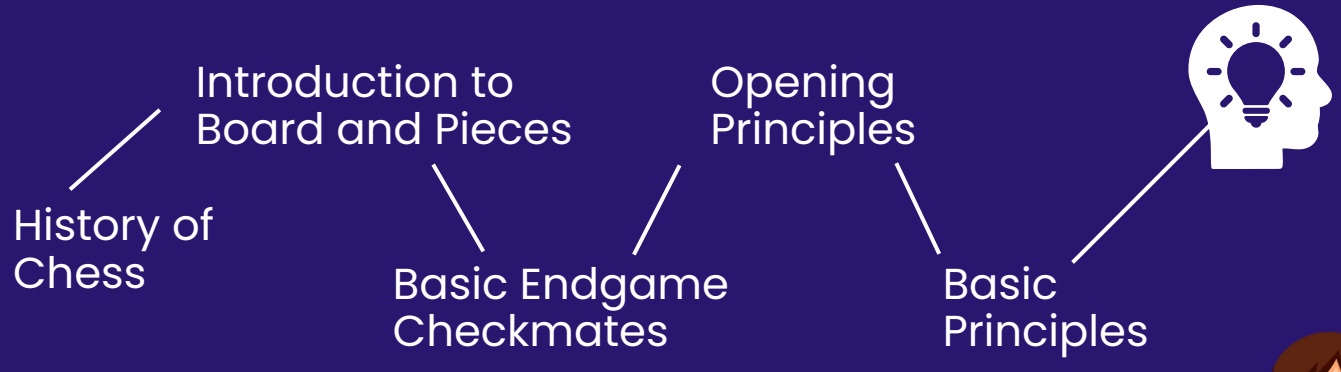 History of
Chess
Introduction to
Board and Pieces
Basic Endgame
Checkmates
Opening
Principles
Basic
Principles